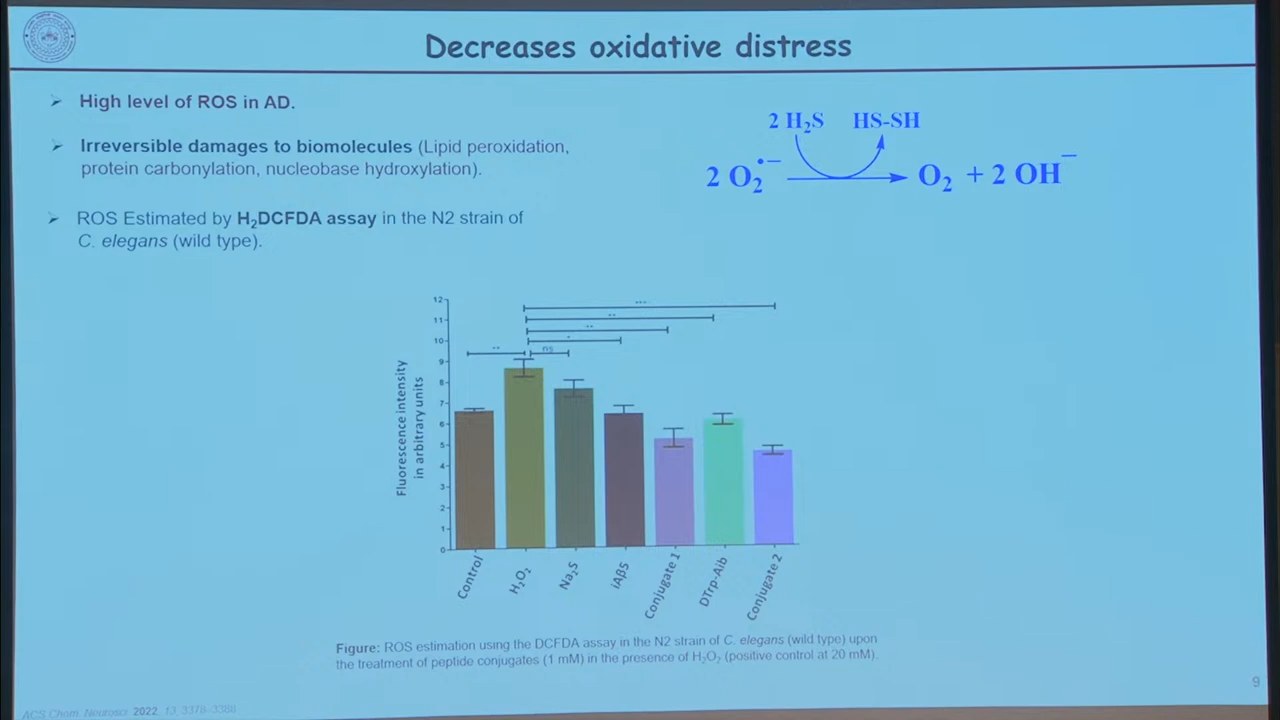 Decreases oxidative distress
➢ High level of ROS in AD.
➢ Irreversible damages to biomolecules (Lipid peroxidation,
protein carbonylation, nucleobase hydroxylation).
➢ ROS Estimated by H₂DCFDA assay in the N2 strain of
C. elegans (wild type).
2 H₂S HS-SH
2 O₂•− O₂ + 2 OH−
Fluorescence intensity
in arbitrary units
12
11
10
9
8
7
6
5
4
3
2
1
0
***
**
**
*
** ns
Control
H₂O₂
Na₂S
iAβ5
Conjugate 1
DTrp-Aib
Conjugate 2
Figure: ROS estimation using the DCFDA assay in the N2 strain of C. elegans (wild type) upon
the treatment of peptide conjugates (1 mM) in the presence of H₂O₂ (positive control at 20 mM).
9
ACS Chem. Neurosci. 2022, 13, 3378–3388